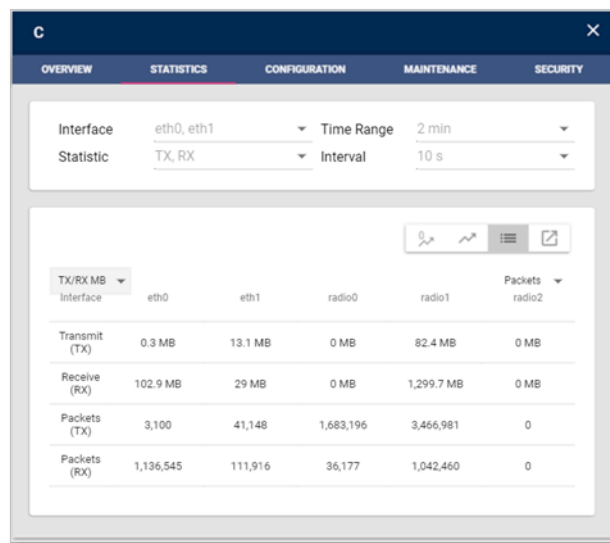 C
OVERVIEW STATISTICS CONFIGURATION MAINTENANCE SECURITY
Interface eth0, eth1 Time Range 2 min
Statistic TX, RX Interval 10 s
TX/RX MB Packets
Interface eth0 eth1 radio0 radio1 radio2
Transmit
(TX) 0.3 MB 13.1 MB 0 MB 82.4 MB 0 MB
Receive
(RX) 102.9 MB 29 MB 0 MB 1,299.7 MB 0 MB
Packets
(TX) 3,100 41,148 1,683,196 3,466,981 0
Packets
(RX) 1,136,545 111,916 36,177 1,042,460 0